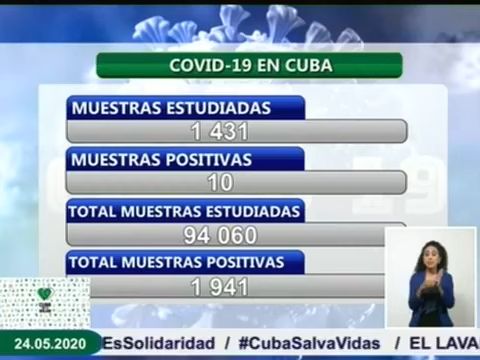 COVID-19 EN CUBA
MUESTRAS ESTUDIADAS
1 431
MUESTRAS POSITIVAS
10
TOTAL MUESTRAS ESTUDIADAS
94 060
TOTAL MUESTRAS POSITIVAS
1 941
24.05.2020 EsSolidaridad / #CubaSalvaVidas / EL LAVA